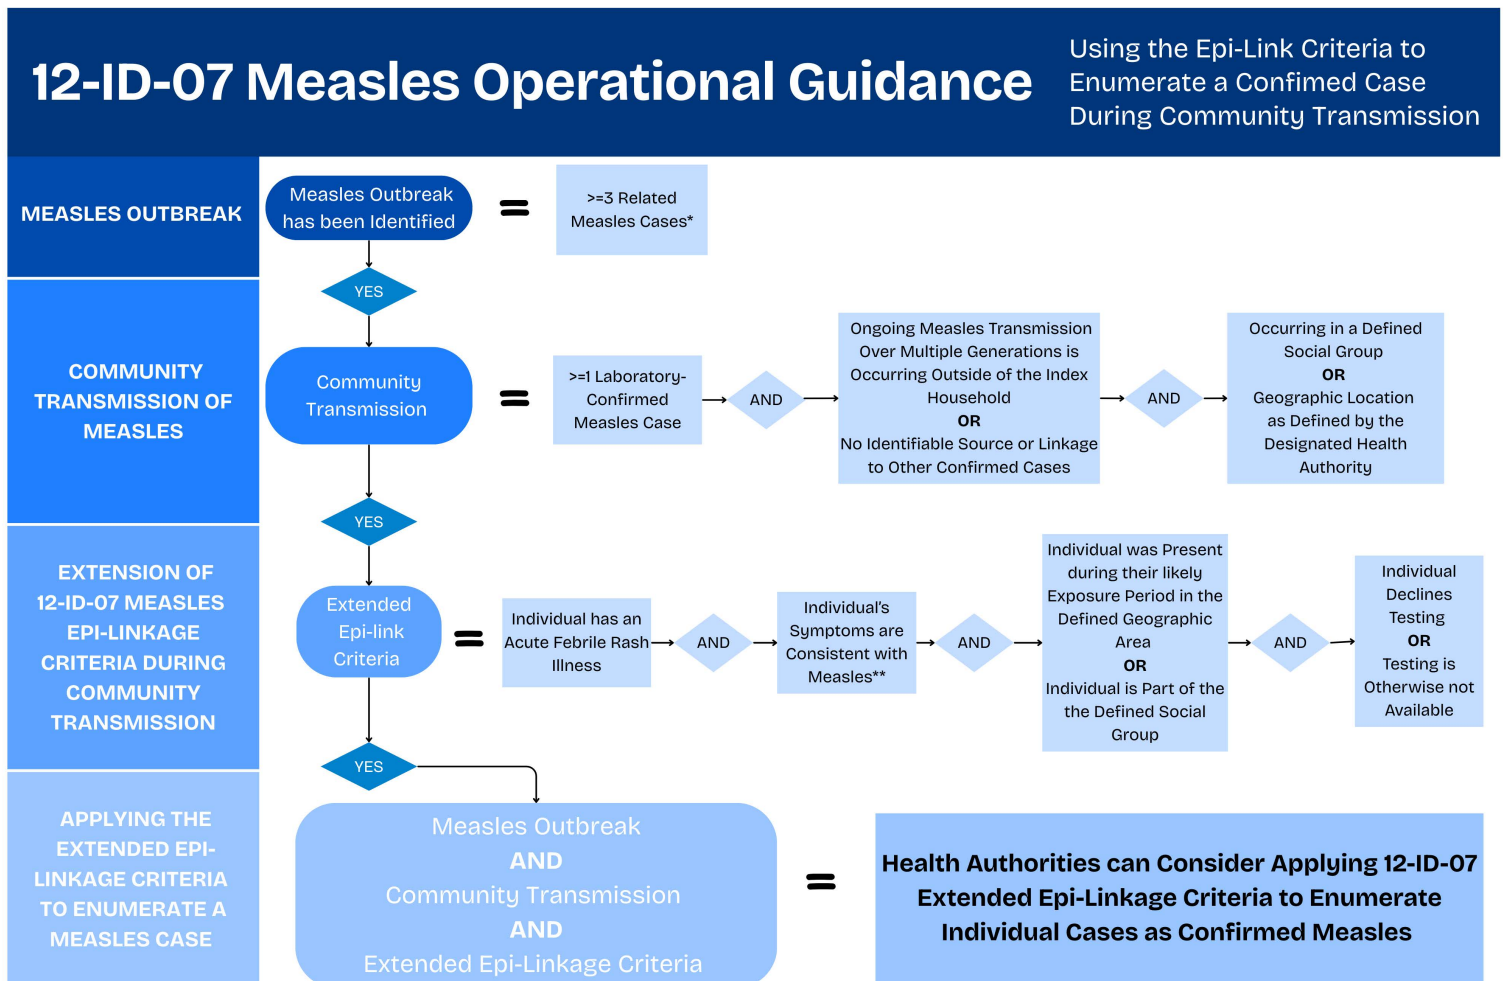 12-ID-07 Measles Operational Guidance
Using the Epi-Link Criteria to
Enumerate a Confimed Case
During Community Transmission
MEASLES OUTBREAK
Measles Outbreak
has been Identified
=
>=3 Related
Measles Cases*
YES
COMMUNITY
TRANSMISSION OF
MEASLES
Community
Transmission
=
>=1 Laboratory-
Confirmed
Measles Case
AND
Ongoing Measles Transmission
Over Multiple Generations is
Occurring Outside of the Index
Household
OR
No Identifiable Source or Linkage
to Other Confirmed Cases
AND
Occurring in a Defined
Social Group
OR
Geographic Location
as Defined by the
Designated Health
Authority
YES
EXTENSION OF
12-ID-07 MEASLES
EPI-LINKAGE
CRITERIA DURING
COMMUNITY
TRANSMISSION
Extended
Epi-link
Criteria
=
Individual has an
Acute Febrile Rash
Illness
AND
Individual's
Symptoms are
Consistent with
Measles**
AND
Individual was Present
during their likely
Exposure Period in the
Defined Geographic
Area
OR
Individual is Part of the
the Defined Social
Group
AND
Individual
Declines
Testing
OR
Testing is
Otherwise not
Available
YES
APPLYING THE
EXTENDED EPI-
LINKAGE CRITERIA
TO ENUMERATE A
MEASLES CASE
Measles Outbreak
AND
Community Transmission
AND
Extended Epi-Linkage Criteria
=
Health Authorities can Consider Applying 12-ID-07
Extended Epi-Linkage Criteria to Enumerate
Individual Cases as Confirmed Measles